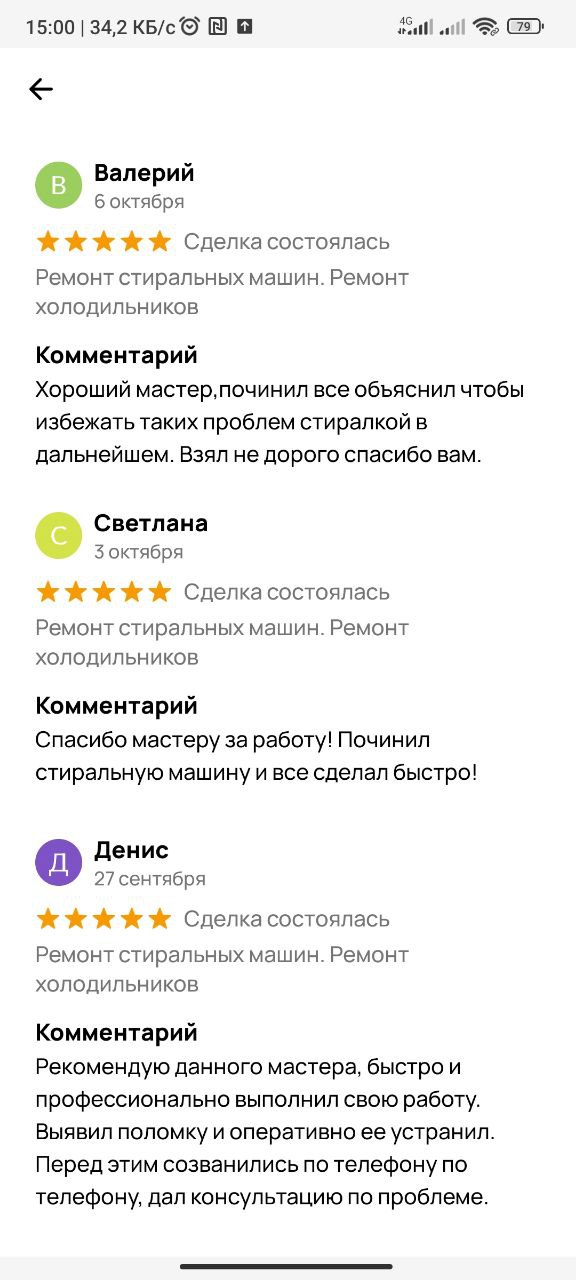 15:00 | 34,2 КБ/с
4G
79
В
Валерий
6 октября
Сделка состоялась
Ремонт стиральных машин. Ремонт
холодильников
Комментарий
Хороший мастер,починил все объяснил чтобы
избежать таких проблем стиралкой в
дальнейшем. Взял не дорого спасибо вам.
С
Светлана
3 октября
Сделка состоялась
Ремонт стиральных машин. Ремонт
холодильников
Комментарий
Спасибо мастеру за работу! Починил
стиральную машину и все сделал быстро!
Д
Денис
27 сентября
Сделка состоялась
Ремонт стиральных машин. Ремонт
холодильников
Комментарий
Рекомендую данного мастера, быстро и
профессионально выполнил свою работу.
Выявил поломку и оперативно ее устранил.
Перед этим созванились по телефону по
телефону, дал консультацию по проблеме.